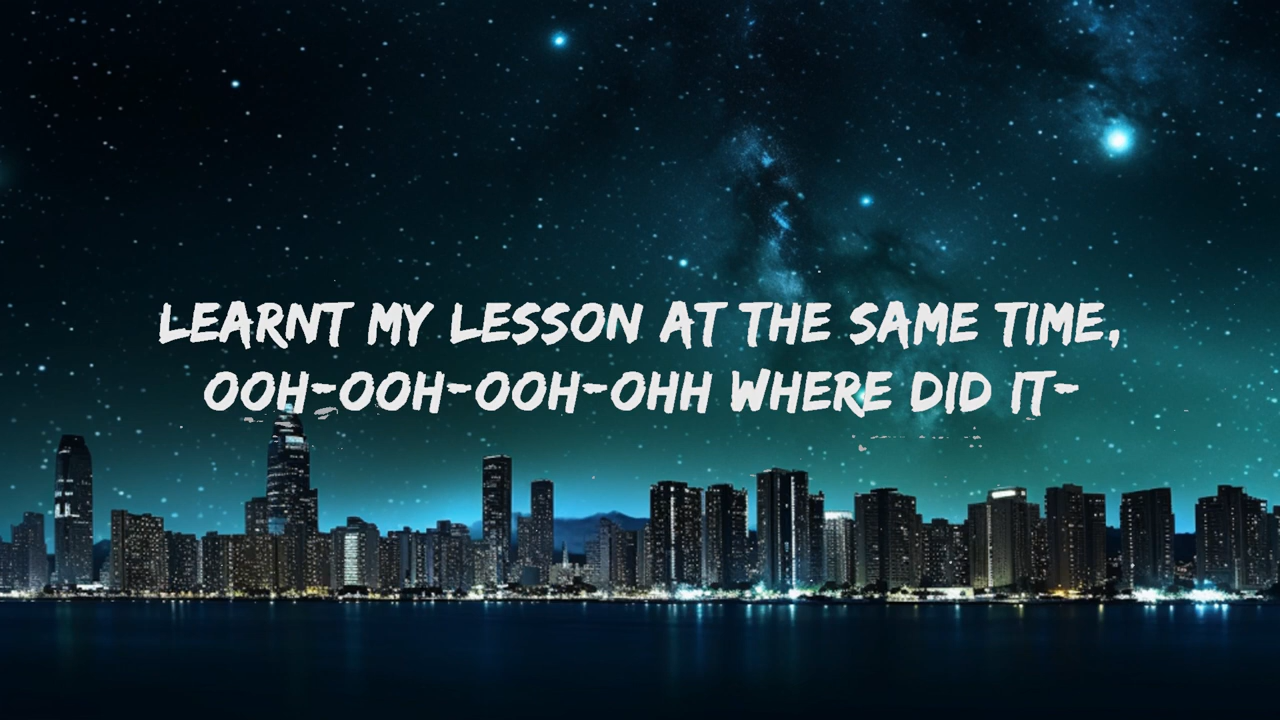 LEARNT MY LESSON AT THE SAME TIME,
OOH-OOH-OOH-OHH WHERE DID IT-